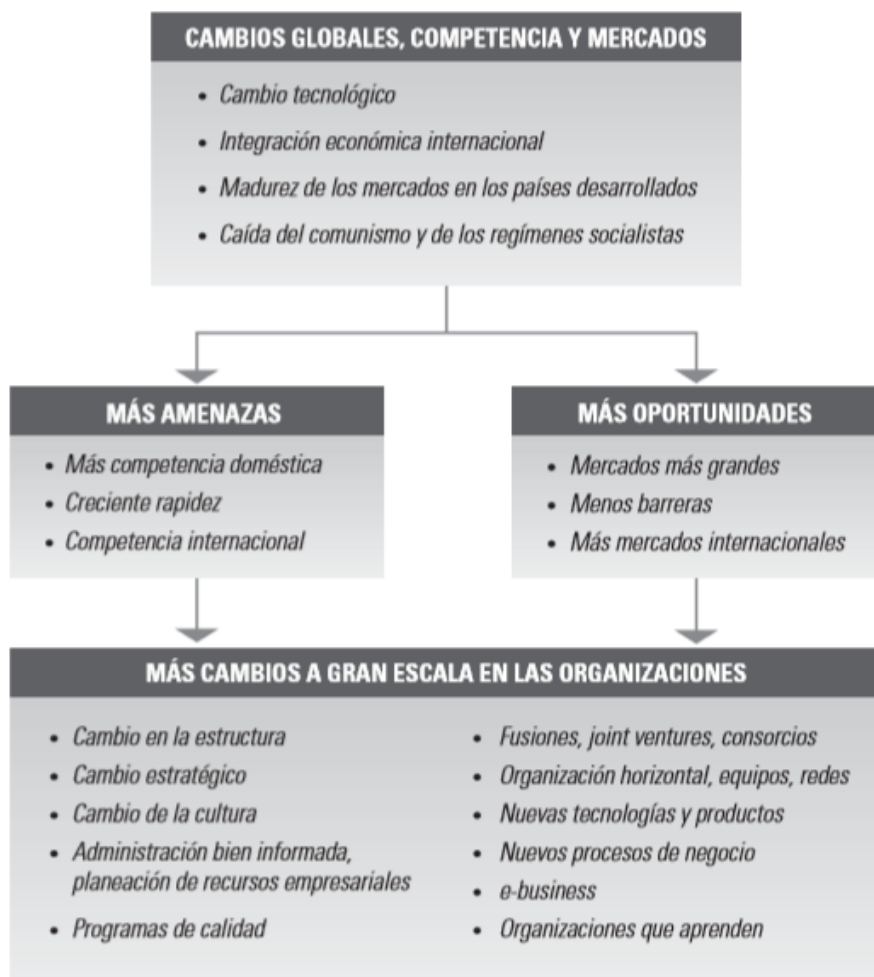 CAMBIOS GLOBALES, COMPETENCIA Y MERCADOS
• Cambio tecnológico
• Integración económica internacional
• Madurez de los mercados en los países desarrollados
• Caída del comunismo y de los regímenes socialistas
MÁS AMENAZAS
• Más competencia doméstica
• Creciente rapidez
• Competencia internacional
MÁS OPORTUNIDADES
• Mercados más grandes
• Menos barreras
• Más mercados internacionales
MÁS CAMBIOS A GRAN ESCALA EN LAS ORGANIZACIONES
• Cambio en la estructura
• Cambio estratégico
• Cambio de la cultura
• Administración bien informada,
planeación de recursos empresariales
• Programas de calidad
• Fusiones, joint ventures, consorcios
• Organización horizontal, equipos, redes
• Nuevas tecnologías y productos
• Nuevos procesos de negocio
• e-business
• Organizaciones que aprenden